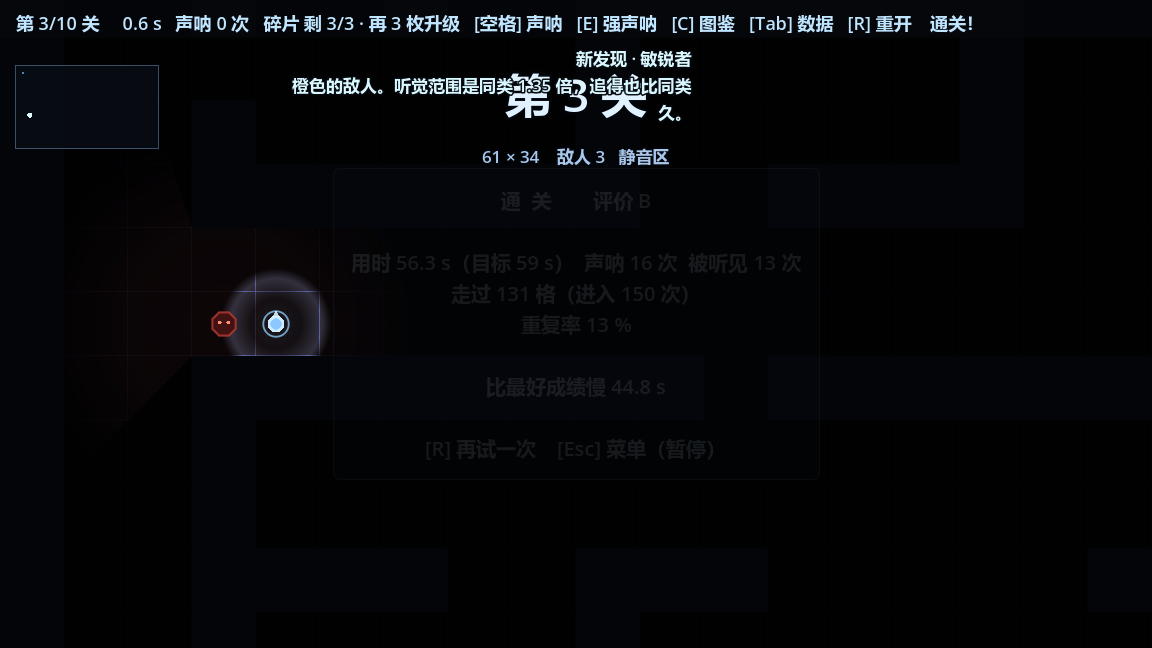 第 3/10 关 0.6 s 声呐 0 次 碎片 剩 3/3 · 再 3 枚升级 [空格] 声呐 [E] 强声呐 [C] 图鉴 [Tab] 数据 [R] 重开 通关！
新发现 · 敏锐者
橙色的敌人。听觉范围是同类 1.35 倍，追得也比同类
久。
第 3 关
61 × 34 敌人 3 静音区
通 关 评价 B
用时 56.3 s（目标 59 s） 声呐 16 次 被听见 13 次
走过 131 格（进入 150 次）
重复率 13 %
比最好成绩慢 44.8 s
[R] 再试一次 [Esc] 菜单（暂停）